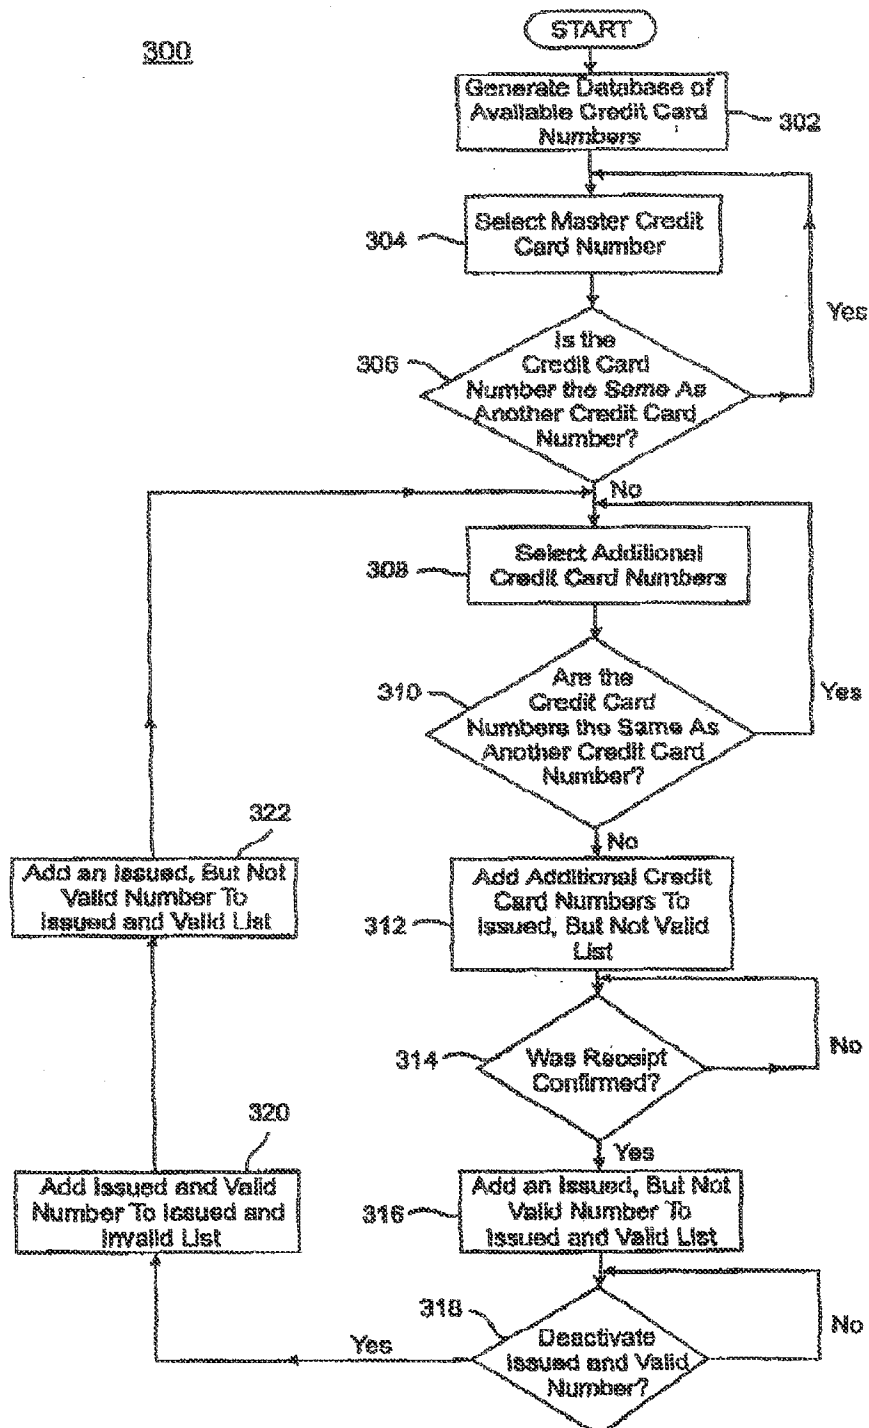 300
START
Generate Database of
Available Credit Card
Numbers
302
Select Master Credit
Card Number
304
Yes
Is the
Credit Card
Number the Same As
Another Credit Card
Number?
306
No
Select Additional
Credit Card Numbers
308
Are the
Credit Card
Numbers the Same As
Another Credit Card
Number?
310
Yes
No
322
Add an Issued, But Not
Valid Number To
Issued and Valid List
Add Additional Credit
Card Numbers To
Issued, But Not Valid
List
312
Was Receipt
Confirmed?
314
No
Yes
320
Add Issued and Valid
Number To Issued and
Invalid List
Add an Issued, But Not
Valid Number To
Issued and Valid List
316
318
Deactivate
Issued and Valid
Number?
No
Yes